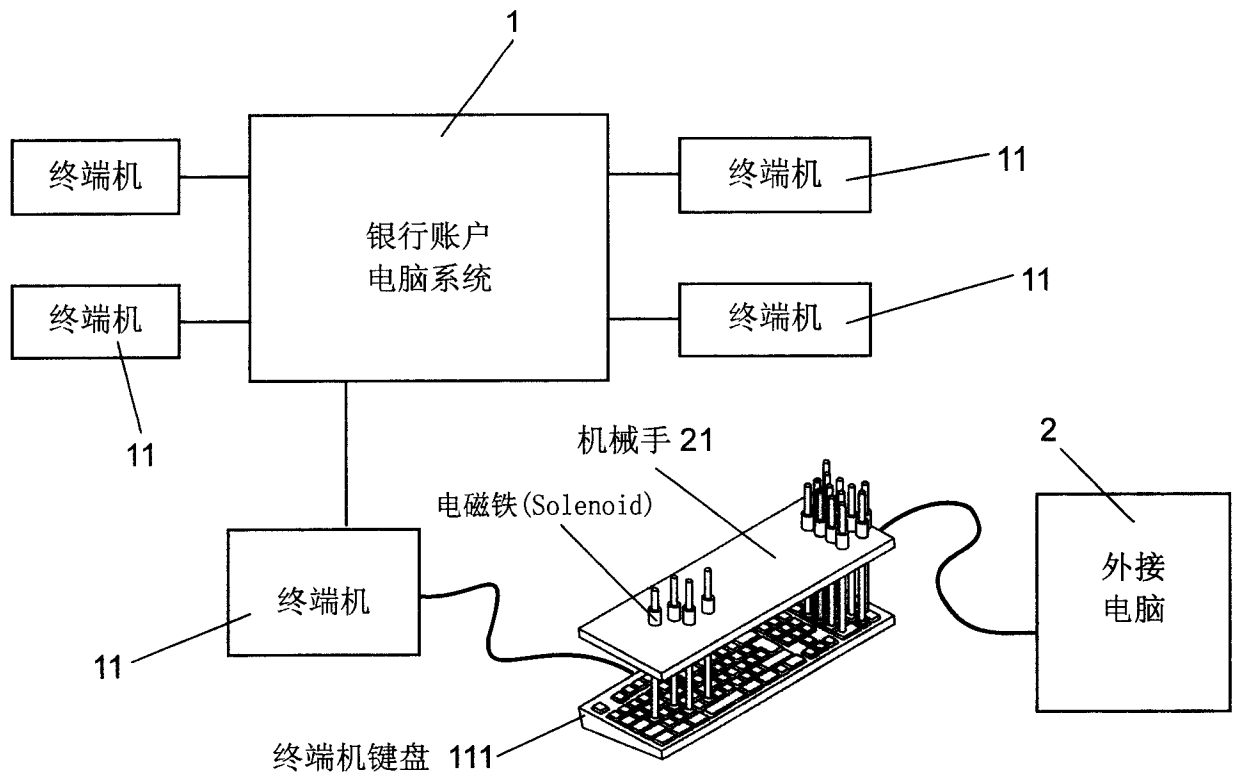 1
终端机
终端机
11
银行账户
电脑系统
终端机
11
终端机
11
11
机械手 21
2
电磁铁(Solenoid)
外接
电脑
终端机
11
终端机键盘 111